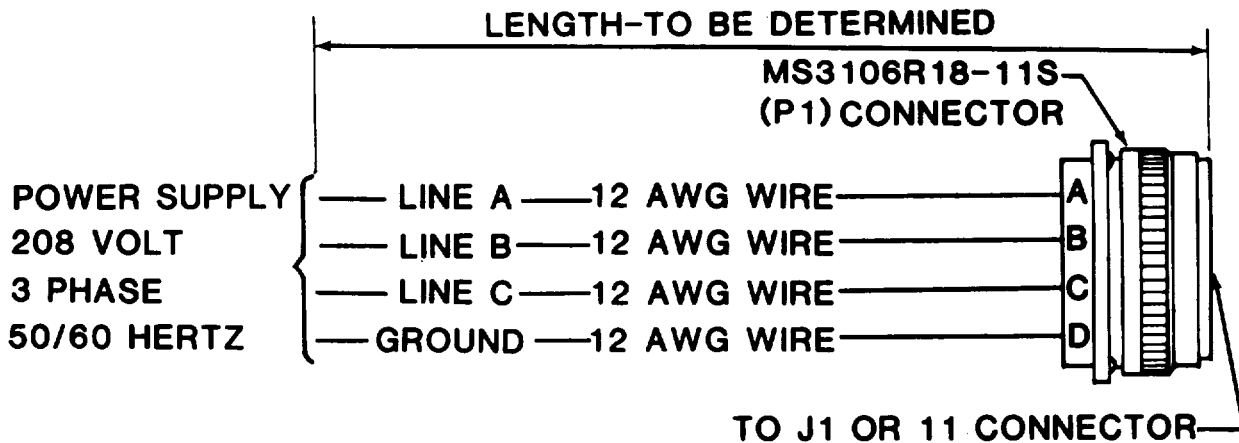 LENGTH-TO BE DETERMINED
MS3106R18-11S
(P1) CONNECTOR
POWER SUPPLY
208 VOLT
3 PHASE
50/60 HERTZ
LINE A 12 AWG WIRE A
LINE B 12 AWG WIRE B
LINE C 12 AWG WIRE C
GROUND 12 AWG WIRE D
TO J1 OR 11 CONNECTOR